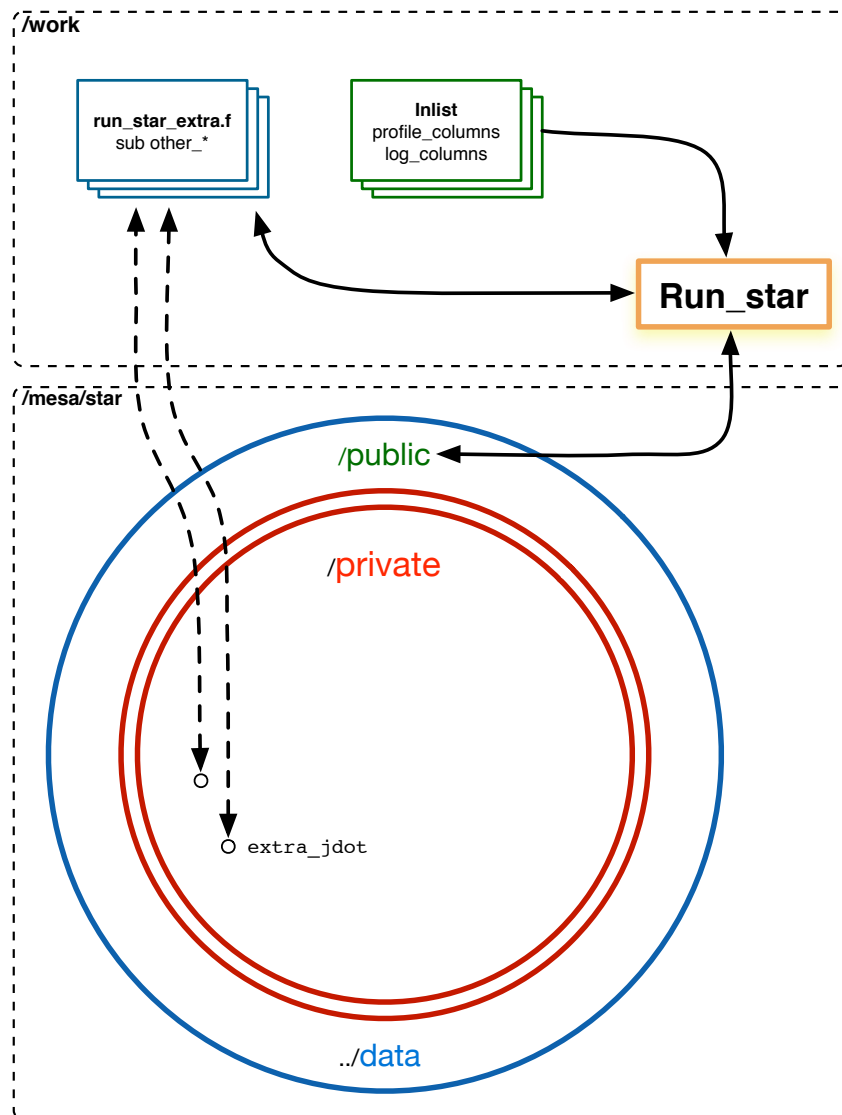 /work
run_star_extra.f
sub other_*
Inlist
profile_columns
log_columns
Run_star
/mesa/star
/public
/private
extra_jdot
../data